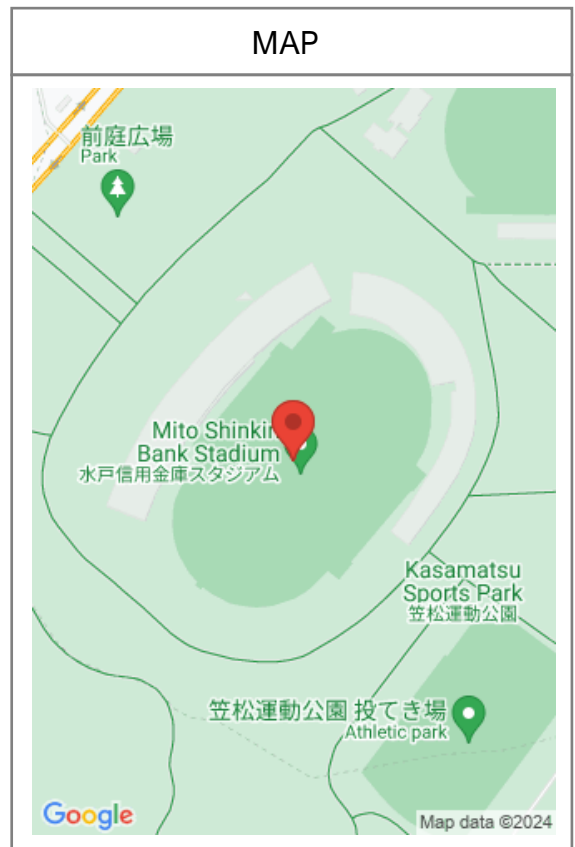 MAP
前庭広場
Park
Mito Shinkin
Bank Stadium
水戸信用金庫スタジアム
Kasamatsu
Sports Park
笠松運動公園
笠松運動公園 投てき場
Athletic park
Google
Map data ©2024